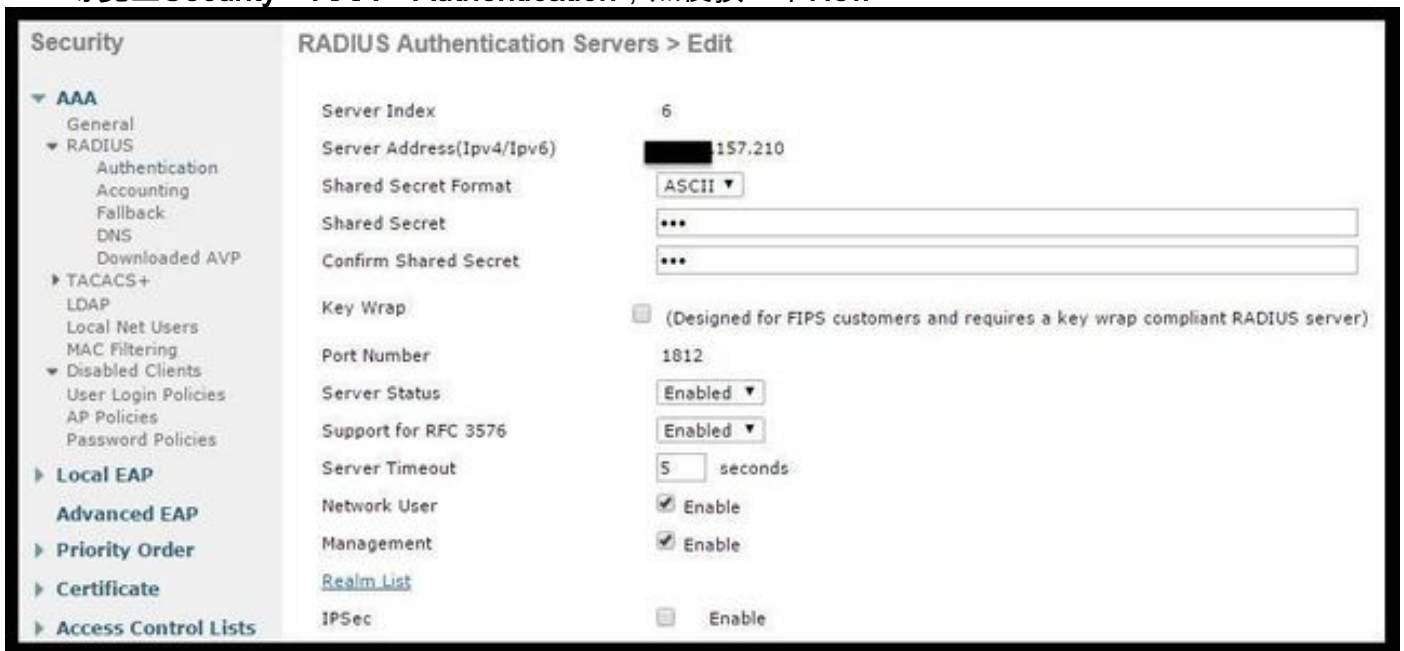 Security
AAA
General
RADIUS
Authentication
Accounting
Fallback
DNS
Downloaded AVP
TACACS+
LDAP
Local Net Users
MAC Filtering
Disabled Clients
User Login Policies
AP Policies
Password Policies
Local EAP
Advanced EAP
Priority Order
Certificate
Access Control Lists
RADIUS Authentication Servers > Edit
Server Index 6
Server Address(Ipv4/Ipv6) .157.210
Shared Secret Format ASCII
Shared Secret •••
Confirm Shared Secret •••
Key Wrap (Designed for FIPS customers and requires a key wrap compliant RADIUS server)
Port Number 1812
Server Status Enabled
Support for RFC 3576 Enabled
Server Timeout 5 seconds
Network User Enable
Management Enable
Realm List
IPSec Enable